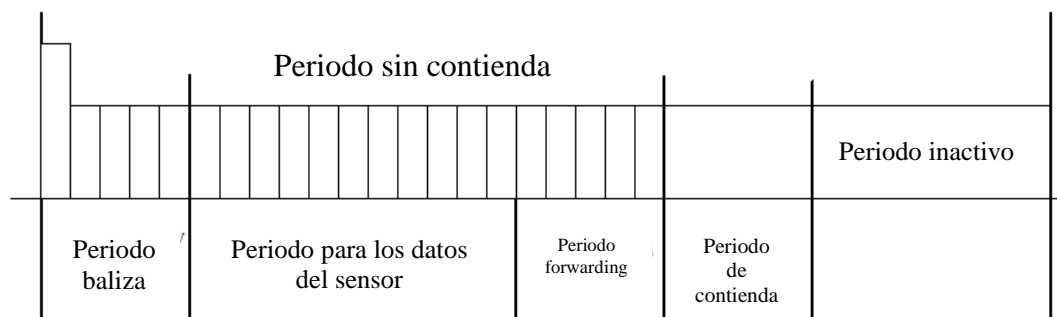 Periodo sin contienda
Periodo inactivo
Periodo
baliza
Periodo para los datos
del sensor
Periodo
forwarding
Periodo
de
contienda